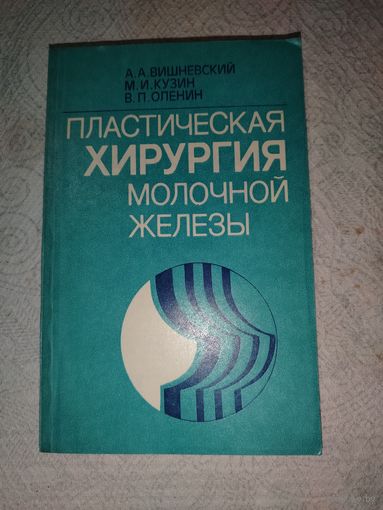 А.А.ВИШНЕВСКИЙ
М.И.КУЗИН
В.П.ОЛЕНИН
ПЛАСТИЧЕСКАЯ
ХИРУРГИЯ
МОЛОЧНОЙ
ЖЕЛЕЗЫ